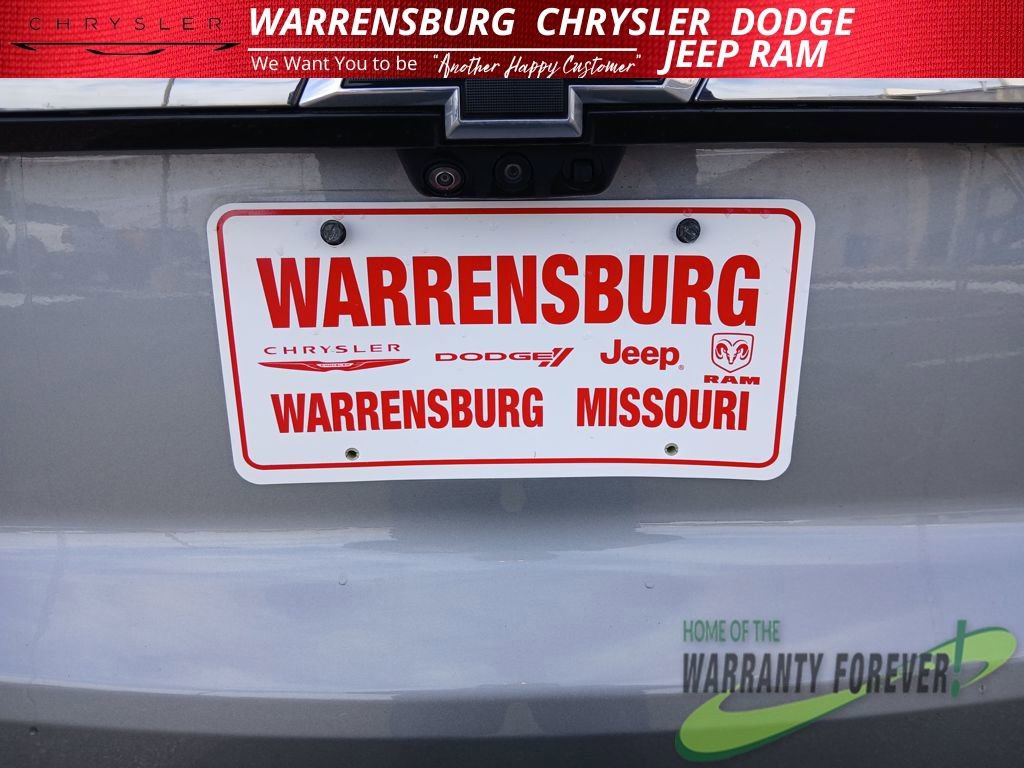 CHRYSLER
WARRENSBURG CHRYSLER DODGE
JEEP RAM
We Want You to be "Another Happy Customer"
WARRENSBURG
CHRYSLER DODGE Jeep® RAM
WARRENSBURG MISSOURI
HOME OF THE
WARRANTY FOREVER!